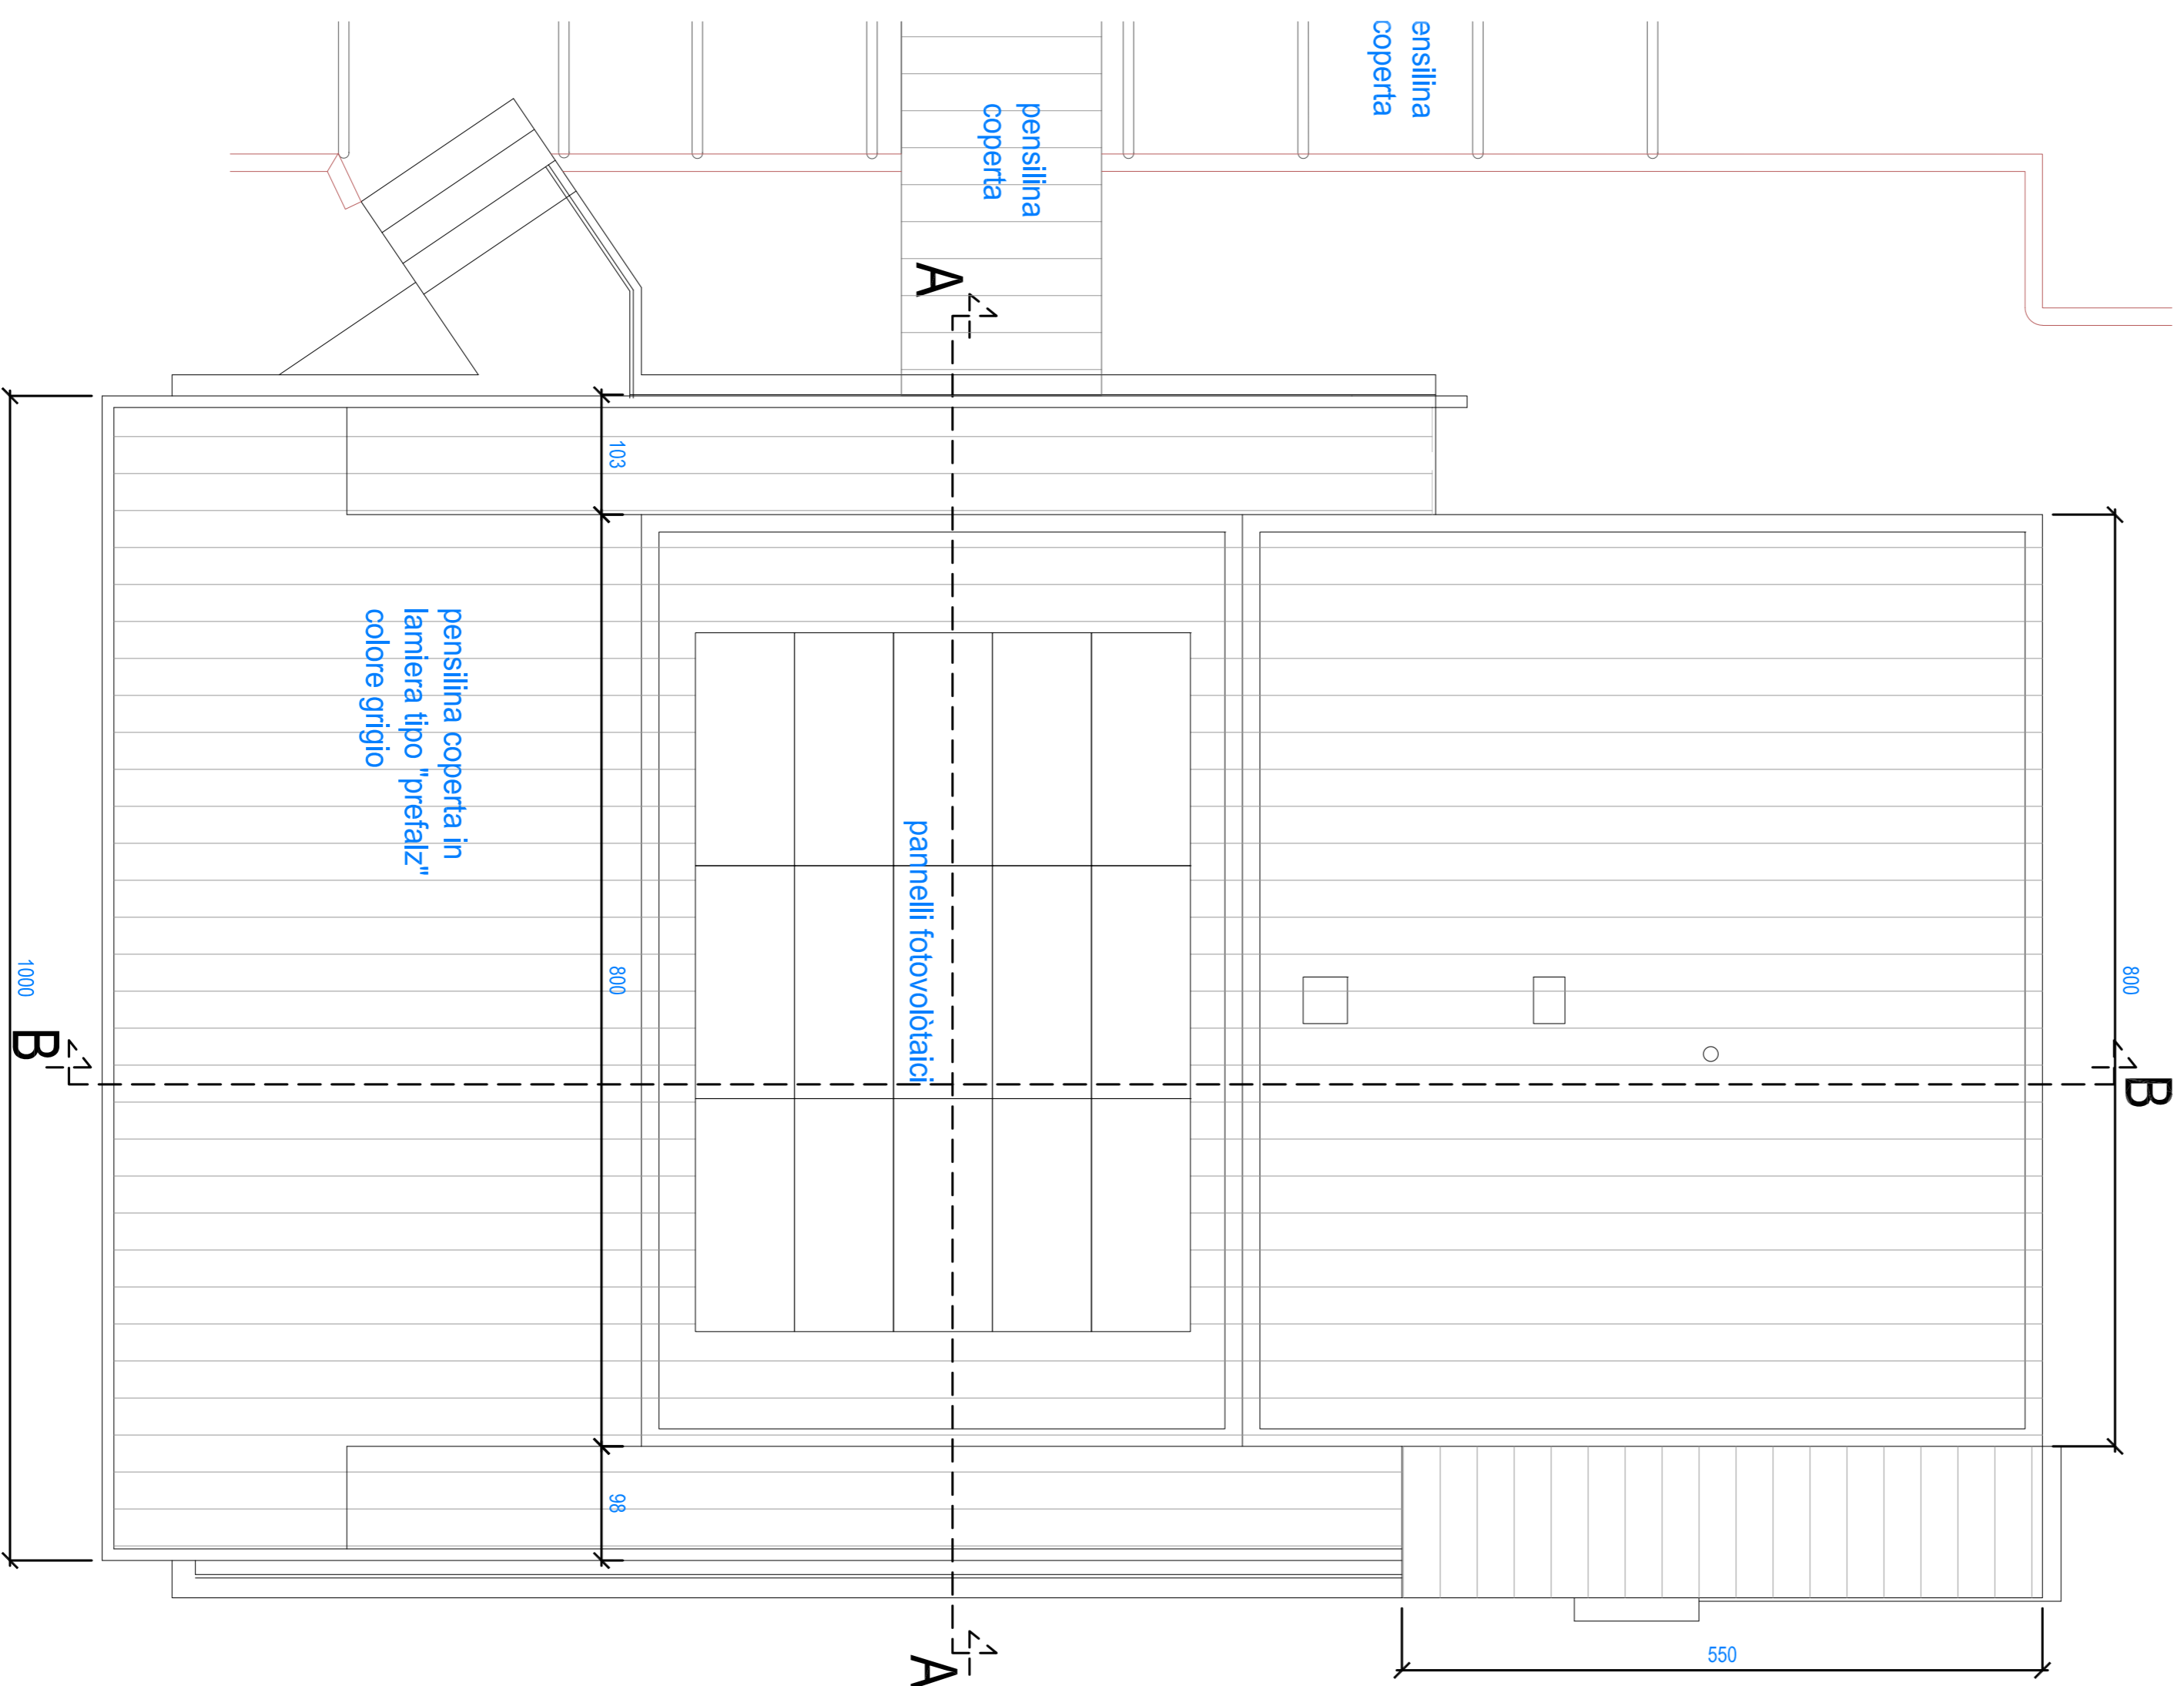 ensilina
coperta
pensilina
coperta
A
103
pensilina coperta in
lamiera tipo "preffalz"
colore grigio
pannelli fotovolòtaici
800
800
1000
B
B
98
550
A